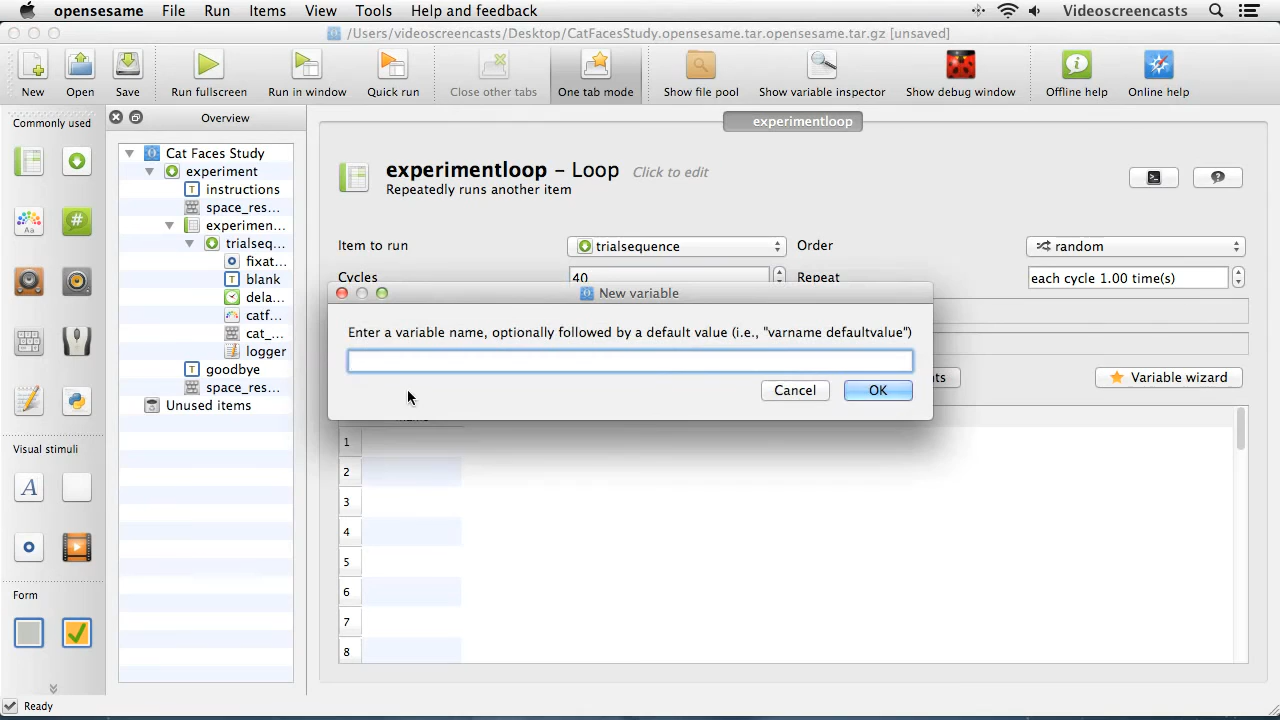 opensesame File Run Items View Tools Help and feedback Videoscreencasts
/Users/videoscreencasts/Desktop/CatFacesStudy.opensesame.tar.opensesame.tar.gz [unsaved]
New Open Save Run fullscreen Run in window Quick run Close other tabs One tab mode Show file pool Show variable inspector Show debug window Offline help Online help
Commonly used
Overview
experimentloop
Cat Faces Study
experiment
instructions
space_res...
experimen...
trialseq...
fixat...
blank
dela...
catf...
cat_...
logger
goodbye
space_res...
Unused items
Aa
Visual stimuli
A
Form
experimentloop – Loop Click to edit
Repeatedly runs another item
Item to run trialsequence Order random
Cycles 40 Repeat each cycle 1.00 time(s)
New variable
Enter a variable name, optionally followed by a default value (i.e., "varname defaultvalue")
Cancel OK
Variable wizard
1
2
3
4
5
6
7
8
Ready